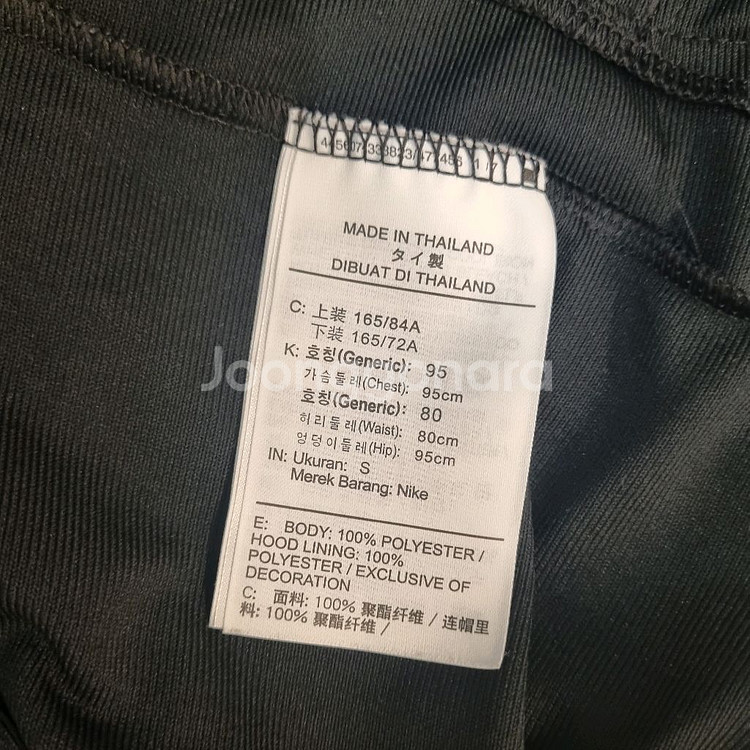 MADE IN THAILAND
タイ製
DIBUAT DI THAILAND
C: 上装 165/84A
下装 165/72A
K: 호칭(Generic): 95
가슴둘레(Chest): 95cm
호칭(Generic): 80
허리둘레(Waist): 80cm
엉덩이둘레(Hip): 95cm
IN: Ukuran: S
Merek Barang: Nike
E: BODY: 100% POLYESTER /
HOOD LINING: 100%
POLYESTER / EXCLUSIVE OF
DECORATION
C: 面料: 100% 聚酯纤维 / 连帽里
料: 100% 聚酯纤维 /
Joongonara